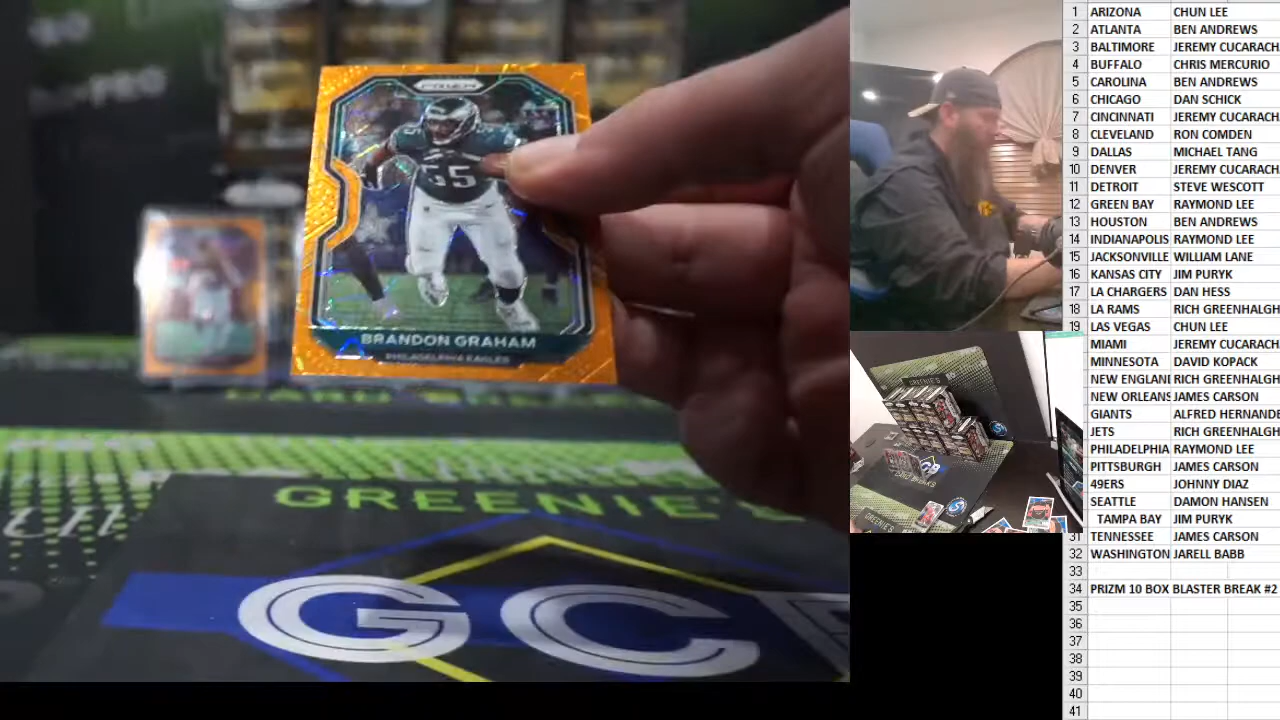 PRIZM
55
BRANDON GRAHAM
PHILADELPHIA EAGLES
GREENIE'S
GC
GREENIE'S
CARD BREAKS
1 ARIZONA CHUN LEE
2 ATLANTA BEN ANDREWS
3 BALTIMORE JEREMY CUCARACH
4 BUFFALO CHRIS MERCURIO
5 CAROLINA BEN ANDREWS
6 CHICAGO DAN SCHICK
7 CINCINNATI JEREMY CUCARACH
8 CLEVELAND RON COMDEN
9 DALLAS MICHAEL TANG
10 DENVER JEREMY CUCARACH
11 DETROIT STEVE WESCOTT
12 GREEN BAY RAYMOND LEE
13 HOUSTON BEN ANDREWS
14 INDIANAPOLIS RAYMOND LEE
15 JACKSONVILLE WILLIAM LANE
16 KANSAS CITY JIM PURYK
17 LA CHARGERS DAN HESS
18 LA RAMS RICH GREENHALGH
19 LAS VEGAS CHUN LEE
MIAMI JEREMY CUCARACH
MINNESOTA DAVID KOPACK
NEW ENGLAND RICH GREENHALGH
NEW ORLEANS JAMES CARSON
GIANTS ALFRED HERNANDE
JETS RICH GREENHALGH
PHILADELPHIA RAYMOND LEE
PITTSBURGH JAMES CARSON
49ERS JOHNNY DIAZ
SEATTLE DAMON HANSEN
TAMPA BAY JIM PURYK
31 TENNESSEE JAMES CARSON
32 WASHINGTON JARELL BABB
33
34 PRIZM 10 BOX BLASTER BREAK #2
35
36
37
38
39
40
41